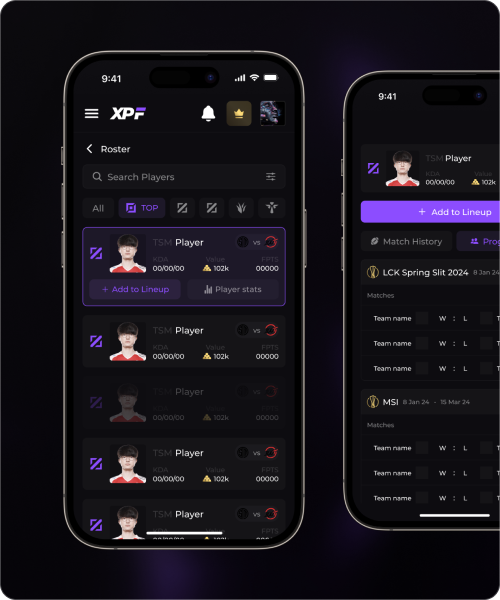 9:41
XPF
Roster
Search Players
All TOP
TSM Player vs
KDA Value FPTS
00/00/00 102k 00000
+ Add to Lineup Player stats
TSM Player vs
KDA Value FPTS
00/00/00 102k 00000
TSM Player vs
KDA Value FPTS
00/00/00 102k 00000
TSM Player vs
KDA Value FPTS
00/00/00 102k 00000
TSM Player vs
KDA Value FPTS
00/00/00 102k 00000
9:41
TSM Player
KDA Value
00/00/00 102k
+ Add to Lineup
Match History Prog
LCK Spring Slit 2024 8 Jan 24
Matches
Team name W : L T
Team name W : L T
Team name W : L T
MSI 8 Jan 24 - 15 Mar 24
Matches
Team name W : L T
Team name W : L T
Team name W : L T